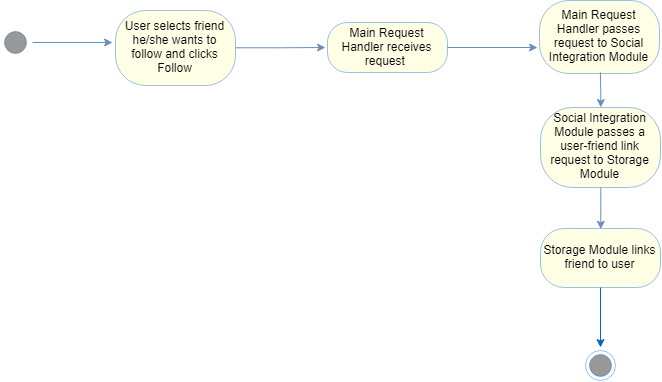 User selects friend
he/she wants to
follow and clicks
Follow
Main Request
Handler receives
request
Main Request
Handler passes
request to Social
Integration Module
Social Integration
Module passes a
user-friend link
request to Storage
Module
Storage Module links
friend to user